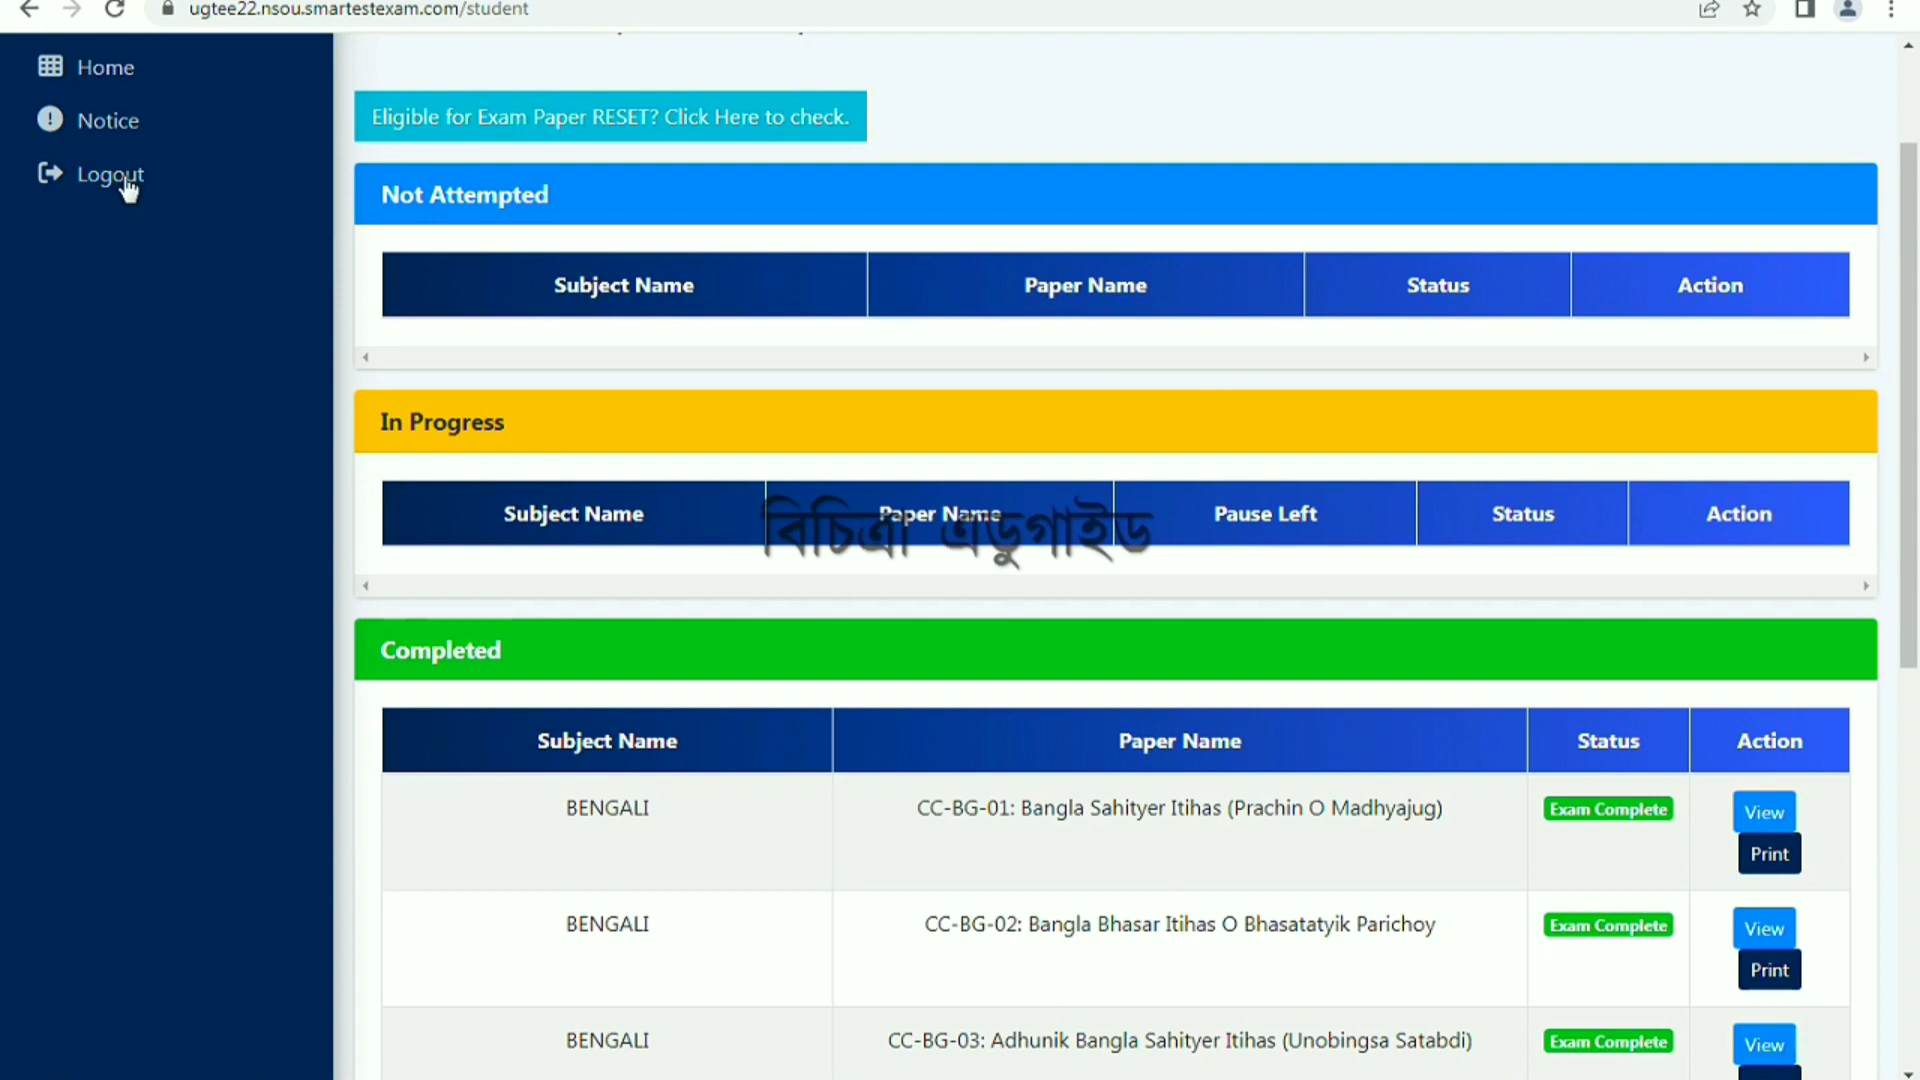 ugtee22.nsou.smartestexam.com/student
Home
Notice
Logout
Eligible for Exam Paper RESET? Click Here to check.
Not Attempted
Subject Name Paper Name Status Action
In Progress
Subject Name Paper Name Pause Left Status Action
বিচিত্রা এডুগাইড
Completed
Subject Name Paper Name Status Action
BENGALI CC-BG-01: Bangla Sahityer Itihas (Prachin O Madhyajug) Exam Complete View
Print
BENGALI CC-BG-02: Bangla Bhasar Itihas O Bhasatatyik Parichoy Exam Complete View
Print
BENGALI CC-BG-03: Adhunik Bangla Sahityer Itihas (Unobingsa Satabdi) Exam Complete View